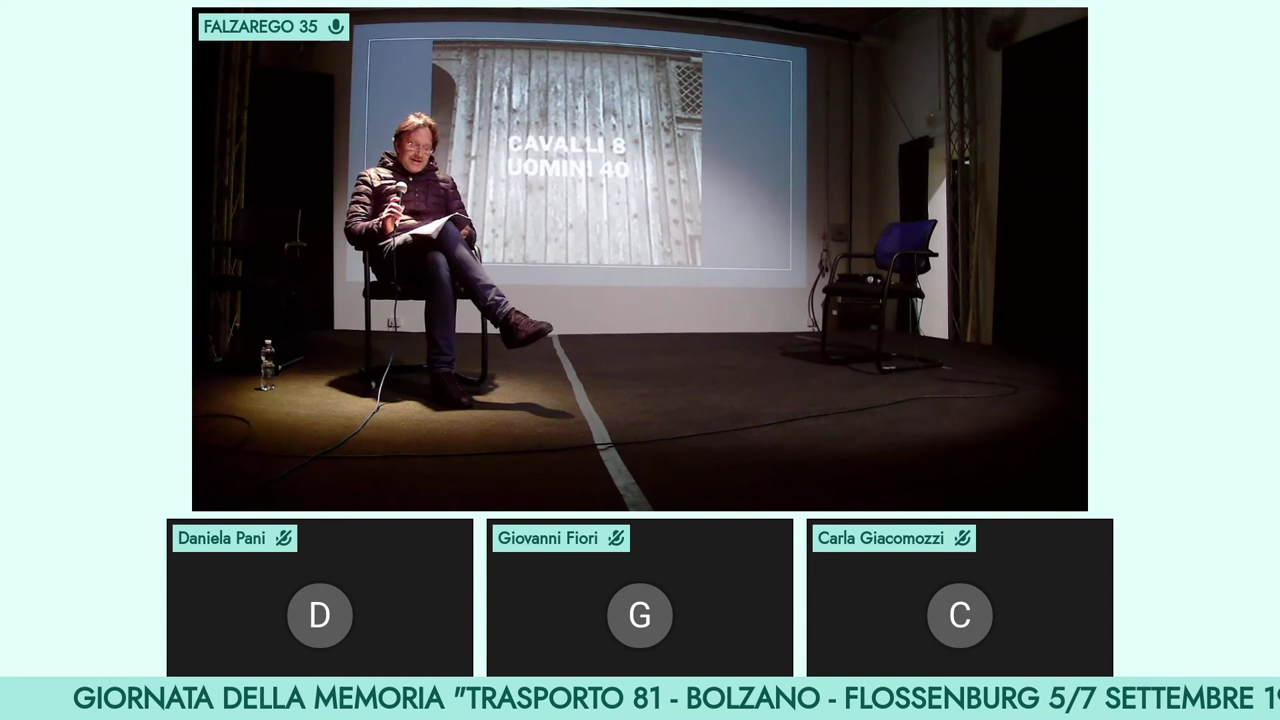 FALZAREGO 35
CAVALLI 8
UOMINI 40
Daniela Pani
Giovanni Fiori
Carla Giacomozzi
D
G
C
GIORNATA DELLA MEMORIA "TRASPORTO 81 - BOLZANO - FLOSSENBURG 5/7 SETTEMBRE